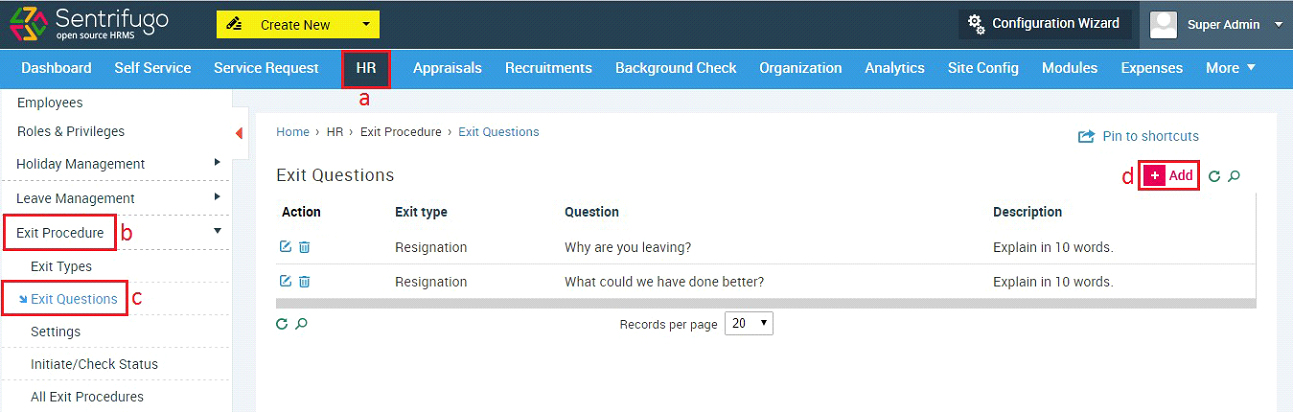 Sentrifugo
open source HRMS
Create New
Configuration Wizard
Super Admin
Dashboard Self Service Service Request HR Appraisals Recruitments Background Check Organization Analytics Site Config Modules Expenses More
a
Employees
Roles & Privileges
Holiday Management
Leave Management
Exit Procedure
b
Exit Types
Exit Questions
c
Settings
Initiate/Check Status
All Exit Procedures
Home › HR › Exit Procedure › Exit Questions
Pin to shortcuts
Exit Questions
d
+ Add
Action Exit type Question Description
Resignation Why are you leaving? Explain in 10 words.
Resignation What could we have done better? Explain in 10 words.
Records per page 20